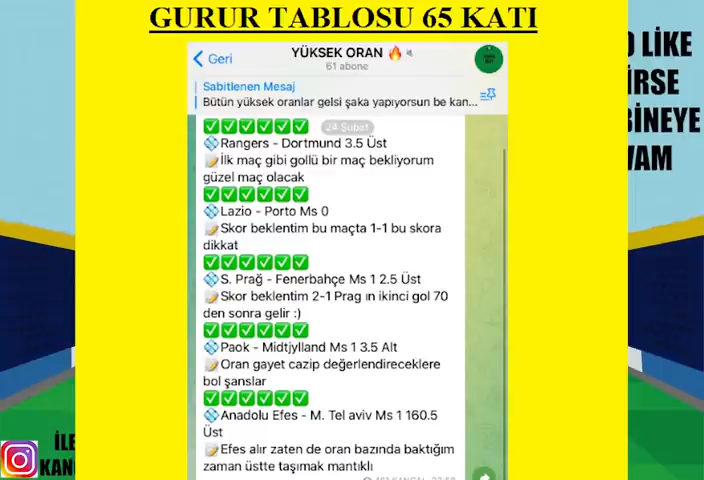 GURUR TABLOSU 65 KATI
Geri
YÜKSEK ORAN 🔥
61 abone
Sabitlenen Mesaj
Bütün yüksek oranlar gelsi şaka yapıyorsun be kan...
✅✅✅✅✅✅
24 Şubat
💠Rangers - Dortmund 3.5 Üst
📝İlk maç gibi gollü bir maç bekliyorum
güzel maç olacak
✅✅✅✅✅✅
💠Lazio - Porto Ms 0
📝Skor beklentim bu maçta 1-1 bu skora
dikkat
✅✅✅✅✅✅
💠S. Prağ - Fenerbahçe Ms 1 2.5 Üst
📝Skor beklentim 2-1 Prag ın ikinci gol 70
den sonra gelir :)
✅✅✅✅✅✅
💠Paok - Midtjylland Ms 1 3.5 Alt
📝Oran gayet cazip değerlendireceklere
bol şanslar
✅✅✅✅✅✅
💠Anadolu Efes - M. Tel aviv Ms 1 160.5
Üst
📝Efes alır zaten de oran bazında baktığım
zaman üstte taşımak mantıklı
LİKE
İRSE
BİNEYE
VAM
İLE
KAN